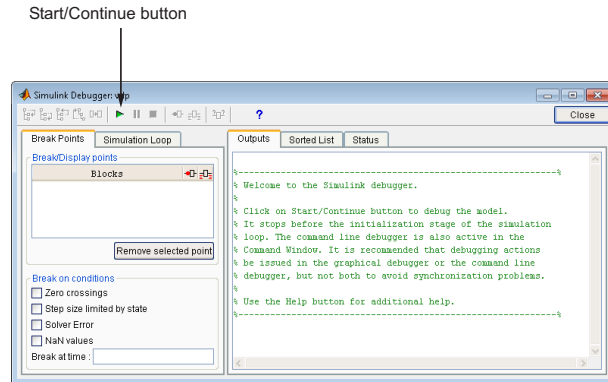 Start/Continue button
Simulink Debugger: vdp
Close
Break Points
Simulation Loop
Outputs
Sorted List
Status
Break/Display points
Blocks
Remove selected point
Break on conditions
Zero crossings
Step size limited by state
Solver Error
NaN values
Break at time :
%----------------------------------------------------------------%
% Welcome to the Simulink debugger.
%
% Click on Start/Continue button to debug the model.
% It stops before the initialization stage of the simulation
% loop. The command line debugger is also active in the
% Command Window. It is recommended that debugging actions
% be issued in the graphical debugger or the command line
% debugger, but not both to avoid synchronization problems.
%
% Use the Help button for additional help.
%----------------------------------------------------------------%